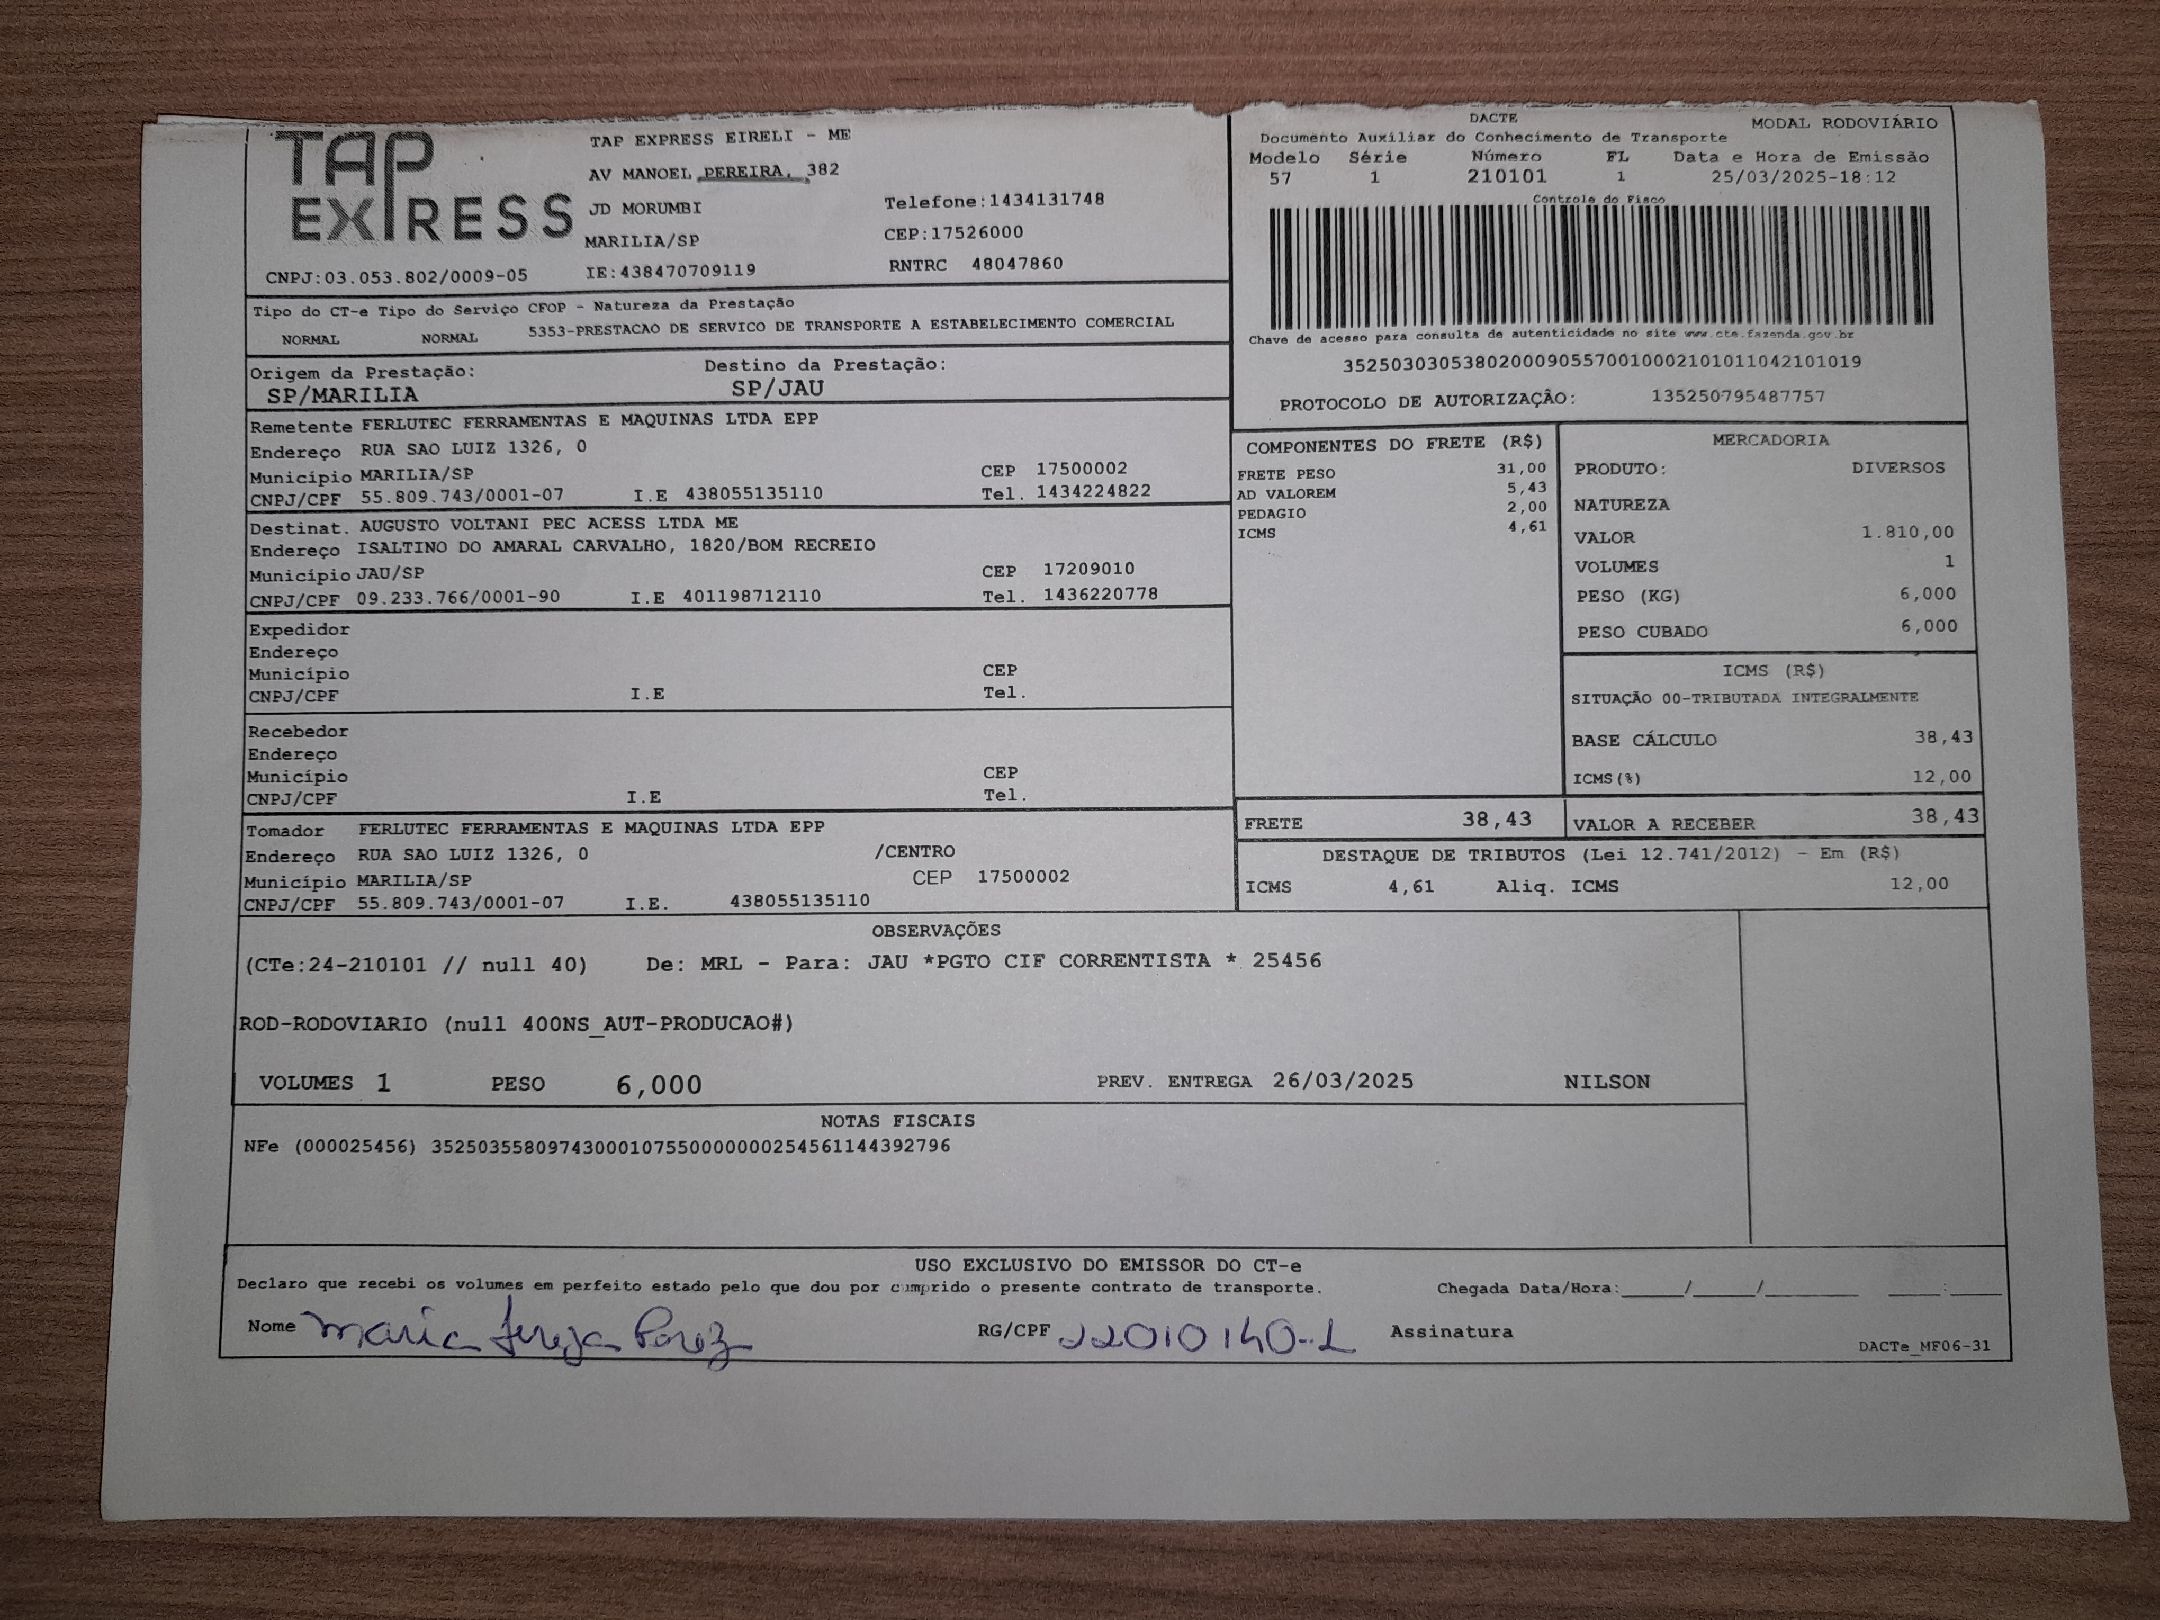 TAP EXPRESS
TAP EXPRESS EIRELI - ME
AV MANOEL PEREIRA, 382
JD MORUMBI
Telefone:1434131748
MARILIA/SP
CEP:17526000
CNPJ:03.053.802/0009-05
IE:438470709119
RNTRC 48047860
DACTE
MODAL RODOVIÁRIO
Documento Auxiliar do Conhecimento de Transporte
Modelo Série Número FL Data e Hora de Emissão
57 1 210101 1 25/03/2025-18:12
Controle do Fisco
Chave de acesso para consulta de autenticidade no site www.cte.fazenda.gov.br
35250303053802000905570010002101011042101019
PROTOCOLO DE AUTORIZAÇÃO: 135250795487757
Tipo do CT-e Tipo do Serviço CFOP - Natureza da Prestação
NORMAL NORMAL 5353-PRESTACAO DE SERVICO DE TRANSPORTE A ESTABELECIMENTO COMERCIAL
Origem da Prestação: Destino da Prestação:
SP/MARILIA SP/JAU
Remetente FERLUTEC FERRAMENTAS E MAQUINAS LTDA EPP
Endereço RUA SAO LUIZ 1326, 0
Município MARILIA/SP CEP 17500002
CNPJ/CPF 55.809.743/0001-07 I.E 438055135110 Tel. 1434224822
Destinat. AUGUSTO VOLTANI PEC ACESS LTDA ME
Endereço ISALTINO DO AMARAL CARVALHO, 1820/BOM RECREIO
Município JAU/SP CEP 17209010
CNPJ/CPF 09.233.766/0001-90 I.E 401198712110 Tel. 1436220778
Expedidor
Endereço
Município CEP
CNPJ/CPF I.E Tel.
Recebedor
Endereço
Município CEP
CNPJ/CPF I.E Tel.
Tomador FERLUTEC FERRAMENTAS E MAQUINAS LTDA EPP
Endereço RUA SAO LUIZ 1326, 0 /CENTRO
Município MARILIA/SP CEP 17500002
CNPJ/CPF 55.809.743/0001-07 I.E. 438055135110
COMPONENTES DO FRETE (R$)
FRETE PESO 31,00
AD VALOREM 5,43
PEDAGIO 2,00
ICMS 4,61
MERCADORIA
PRODUTO: DIVERSOS
NATUREZA
VALOR 1.810,00
VOLUMES 1
PESO (KG) 6,000
PESO CUBADO 6,000
ICMS (R$)
SITUAÇÃO 00-TRIBUTADA INTEGRALMENTE
BASE CÁLCULO 38,43
ICMS(%) 12,00
FRETE 38,43 VALOR A RECEBER 38,43
DESTAQUE DE TRIBUTOS (Lei 12.741/2012) - Em (R$)
ICMS 4,61 Aliq. ICMS 12,00
OBSERVAÇÕES
(CTe:24-210101 // null 40) De: MRL - Para: JAU *PGTO CIF CORRENTISTA * 25456
ROD-RODOVIARIO (null 400NS_AUT-PRODUCAO#)
VOLUMES 1 PESO 6,000 PREV. ENTREGA 26/03/2025 NILSON
NOTAS FISCAIS
NFe (000025456) 35250355809743000107550000000254561144392796
USO EXCLUSIVO DO EMISSOR DO CT-e
Declaro que recebi os volumes em perfeito estado pelo que dou por cumprido o presente contrato de transporte. Chegada Data/Hora:_____/_____/_______ ____:____
Nome Maria Tereza Perez RG/CPF 22010140-1 Assinatura
DACTe_MF06-31